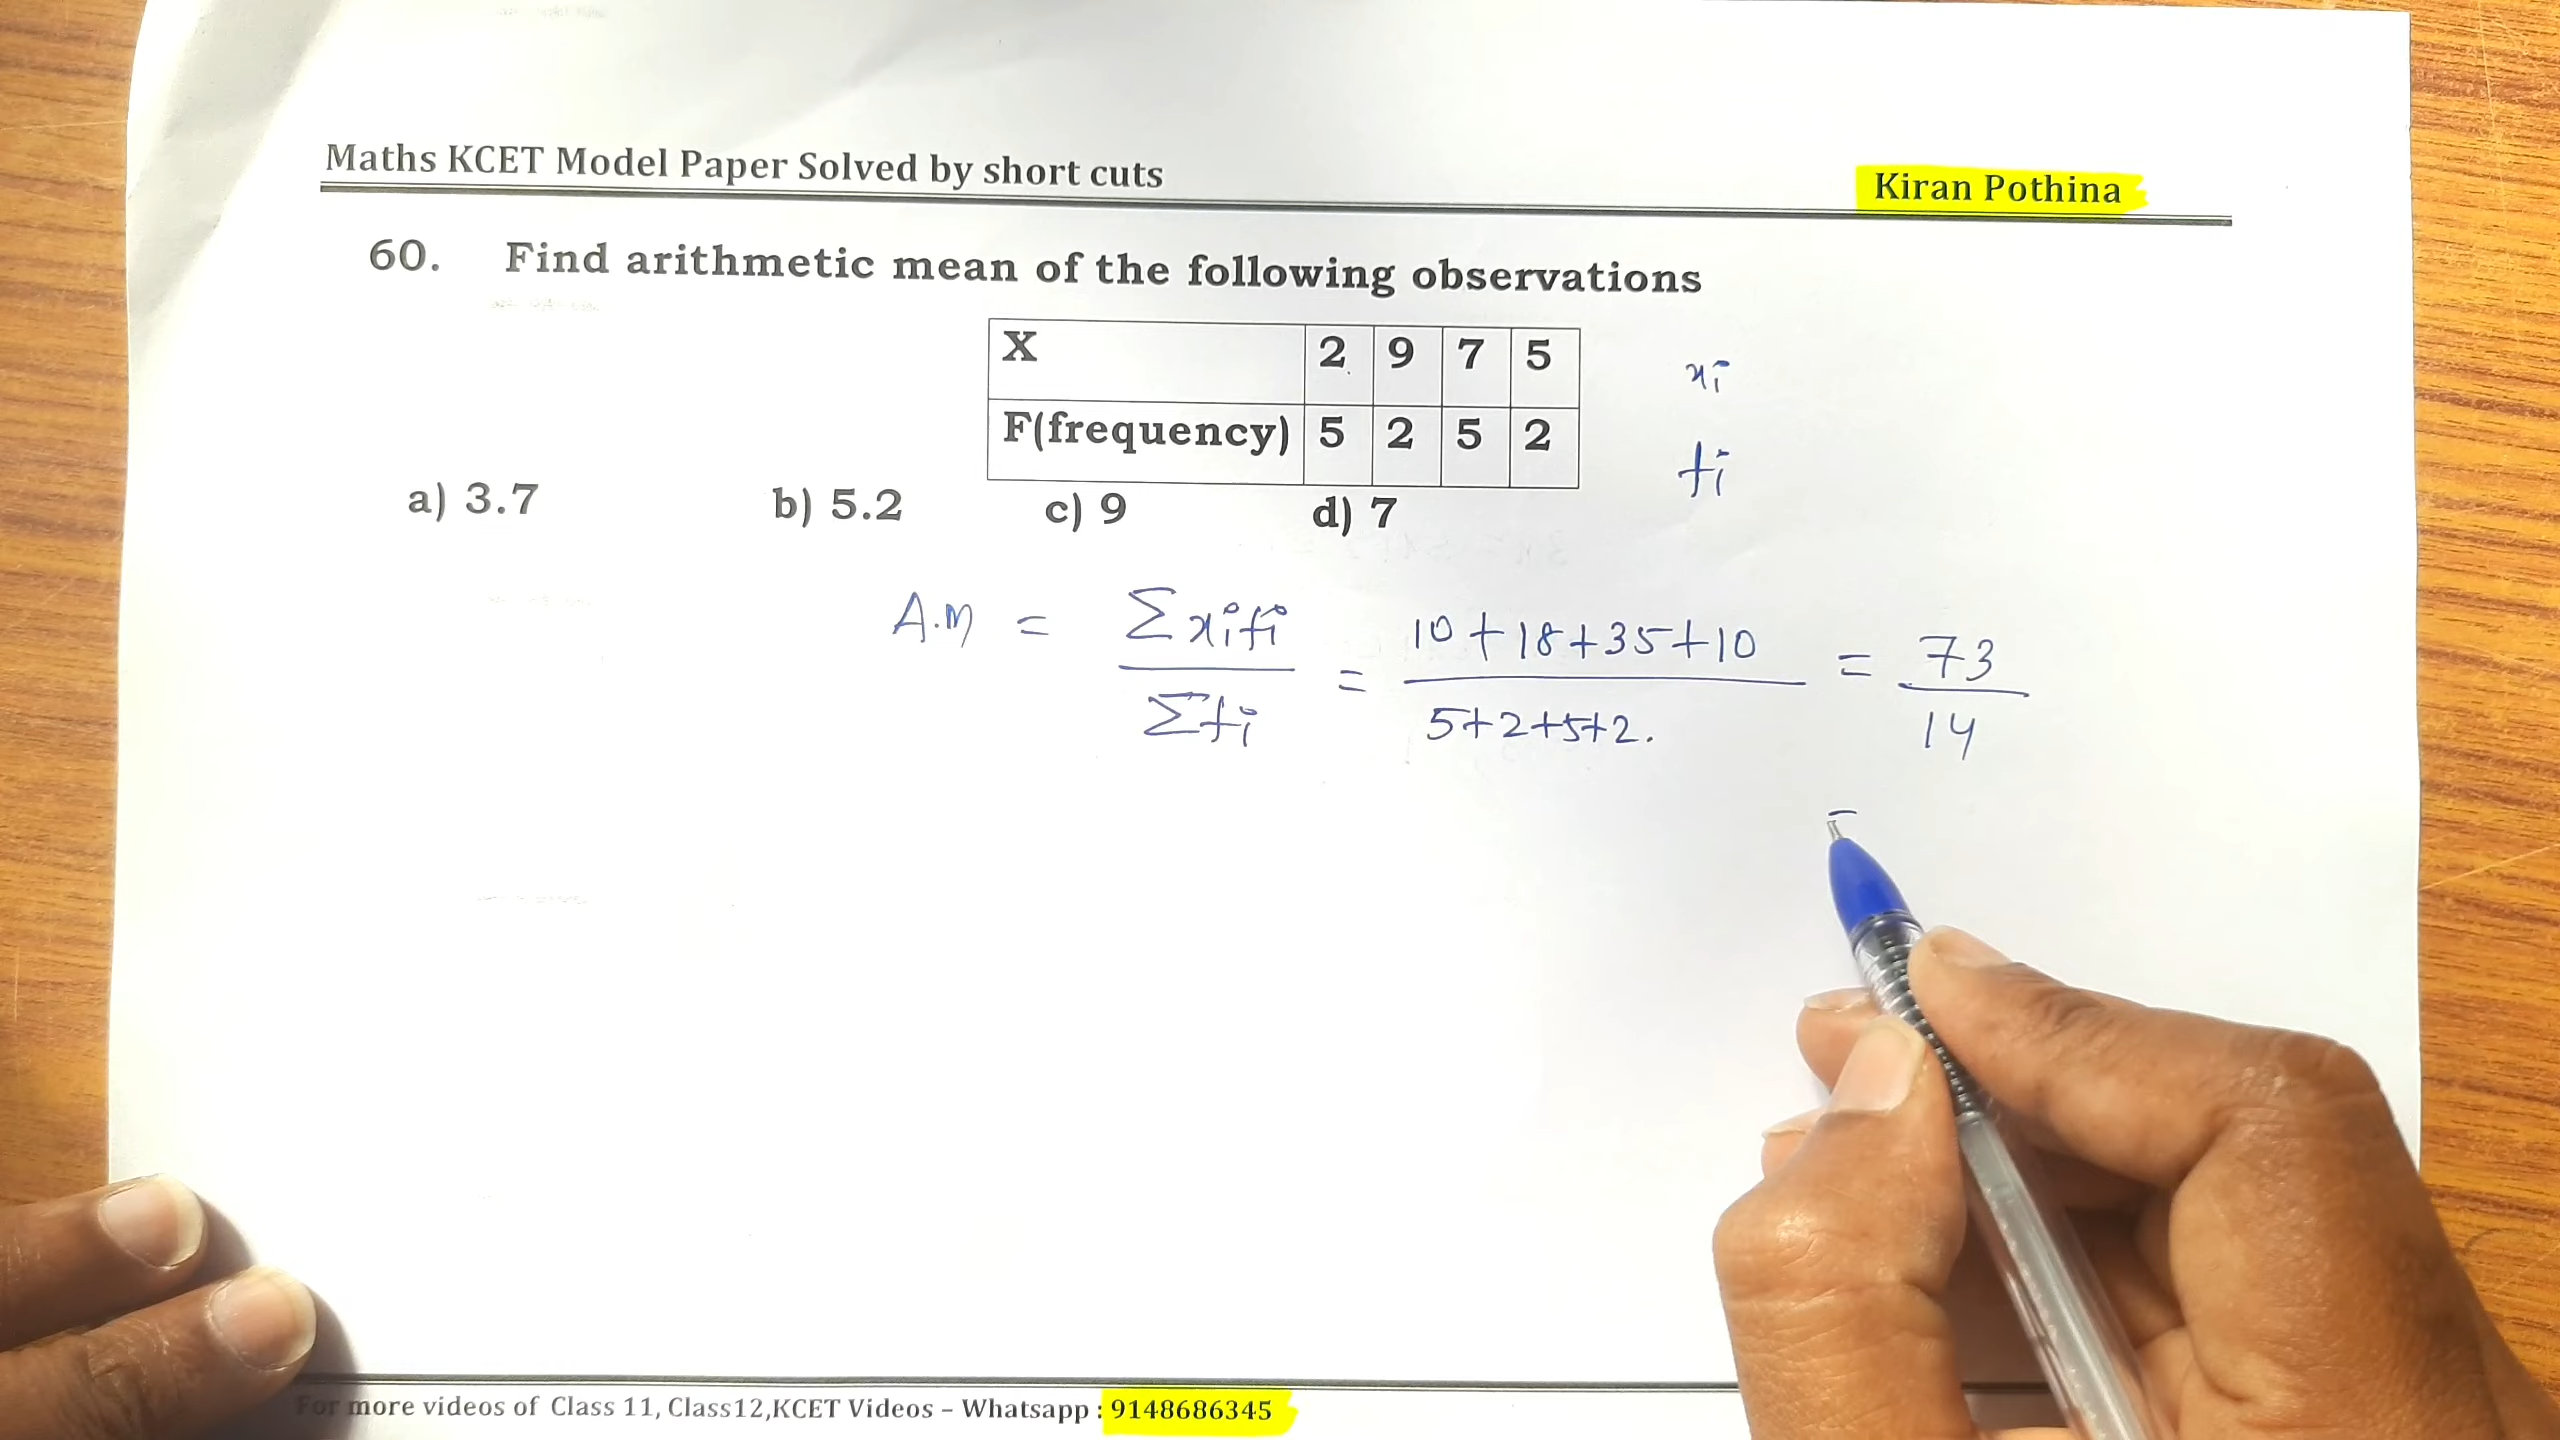 Maths KCET Model Paper Solved by short cuts
Kiran Pothina
60. Find arithmetic mean of the following observations
X 2 9 7 5 xi
F(frequency) 5 2 5 2 fi
a) 3.7 b) 5.2 c) 9 d) 7
A.M = Σxifi / Σfi = 10+18+35+10 / 5+2+5+2. = 73 / 14
For more videos of Class 11, Class12,KCET Videos – Whatsapp : 9148686345